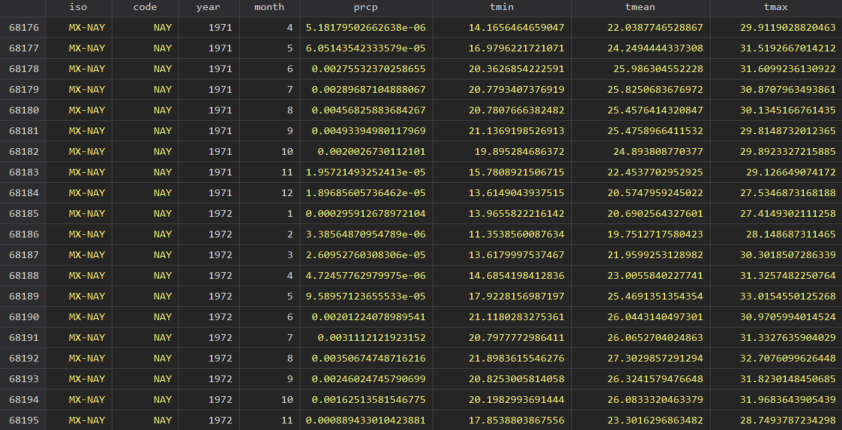 iso code year month prcp tmin tmean tmax
68176 MX-NAY NAY 1971 4 5.18179502662638e-06 14.1656464659047 22.0387746528867 29.9119028820463
68177 MX-NAY NAY 1971 5 6.05143542333579e-05 16.9796221721071 24.2494444337308 31.5192667014212
68178 MX-NAY NAY 1971 6 0.00275532370258655 20.3626854222591 25.986304552228 31.6099236130922
68179 MX-NAY NAY 1971 7 0.00289687104888067 20.7793407376919 25.8250683676972 30.8707963493861
68180 MX-NAY NAY 1971 8 0.00456825883684267 20.7807666382482 25.4576414320847 30.1345166761435
68181 MX-NAY NAY 1971 9 0.00493394980117969 21.1369198526913 25.4758966411532 29.8148732012365
68182 MX-NAY NAY 1971 10 0.0020026730112101 19.895284686372 24.893808770377 29.8923327215885
68183 MX-NAY NAY 1971 11 1.95721493252413e-05 15.7808921506715 22.4537702952925 29.126649074172
68184 MX-NAY NAY 1971 12 1.89685605736462e-05 13.6149043937515 20.5747959245022 27.5346873168188
68185 MX-NAY NAY 1972 1 0.000295912678972104 13.9655822216142 20.6902564327601 27.4149302111258
68186 MX-NAY NAY 1972 2 3.38564870954789e-06 11.3538560087634 19.7512717580423 28.148687311465
68187 MX-NAY NAY 1972 3 2.60952760308306e-05 13.6179997537467 21.9599253128982 30.3018507286339
68188 MX-NAY NAY 1972 4 4.72457762979975e-06 14.6854198412836 23.0055840227741 31.3257482250764
68189 MX-NAY NAY 1972 5 9.58957123655533e-05 17.9228156987197 25.4691351354354 33.0154550125268
68190 MX-NAY NAY 1972 6 0.00201224078989541 21.1180283275361 26.0443140497301 30.9705994014524
68191 MX-NAY NAY 1972 7 0.0031112121923152 20.7977772986411 26.0652704024863 31.3327635904029
68192 MX-NAY NAY 1972 8 0.00350674748716216 21.8983615546276 27.3029857291294 32.7076099626448
68193 MX-NAY NAY 1972 9 0.00246024745790699 20.8253005814058 26.3241579476648 31.8230148450685
68194 MX-NAY NAY 1972 10 0.00162513581546775 20.1982993691444 26.0833320463379 31.9683643905439
68195 MX-NAY NAY 1972 11 0.000889433010423881 17.8538803867556 23.3016296863482 28.7493787234298